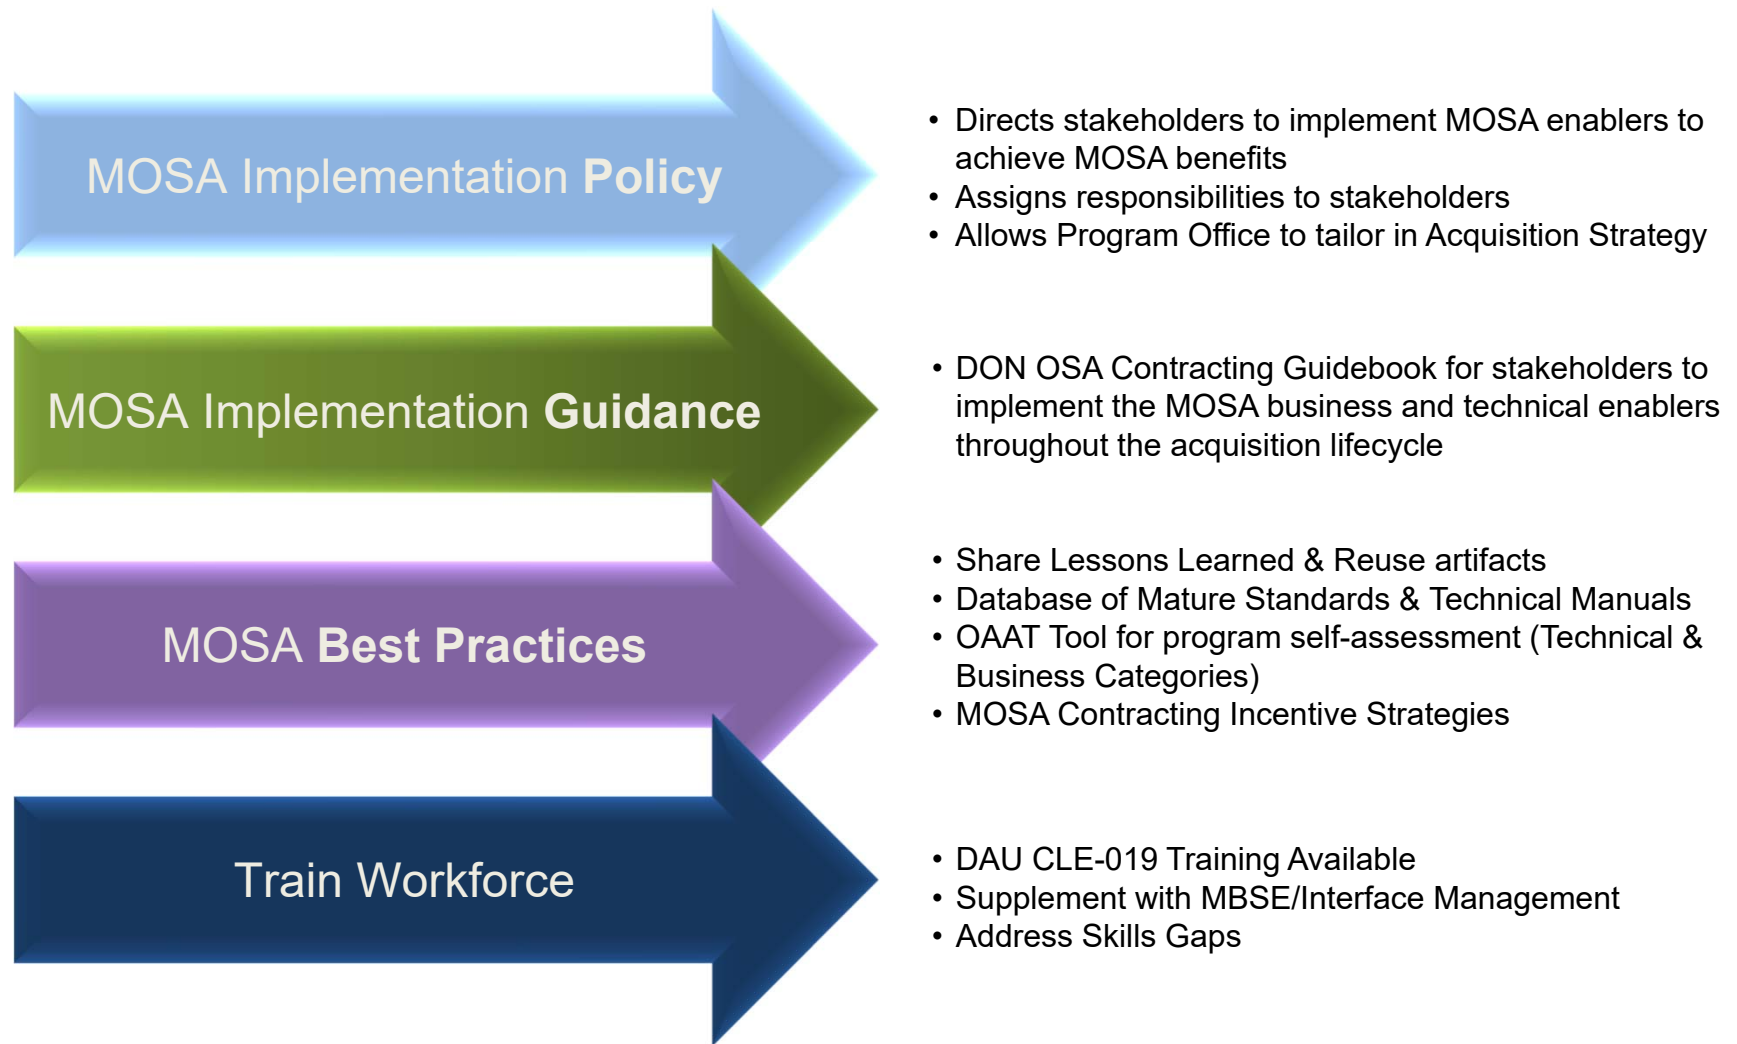 MOSA Implementation Policy
• Directs stakeholders to implement MOSA enablers to
achieve MOSA benefits
• Assigns responsibilities to stakeholders
• Allows Program Office to tailor in Acquisition Strategy
MOSA Implementation Guidance
• DON OSA Contracting Guidebook for stakeholders to
implement the MOSA business and technical enablers
throughout the acquisition lifecycle
MOSA Best Practices
• Share Lessons Learned & Reuse artifacts
• Database of Mature Standards & Technical Manuals
• OAAT Tool for program self-assessment (Technical &
Business Categories)
• MOSA Contracting Incentive Strategies
Train Workforce
• DAU CLE-019 Training Available
• Supplement with MBSE/Interface Management
• Address Skills Gaps